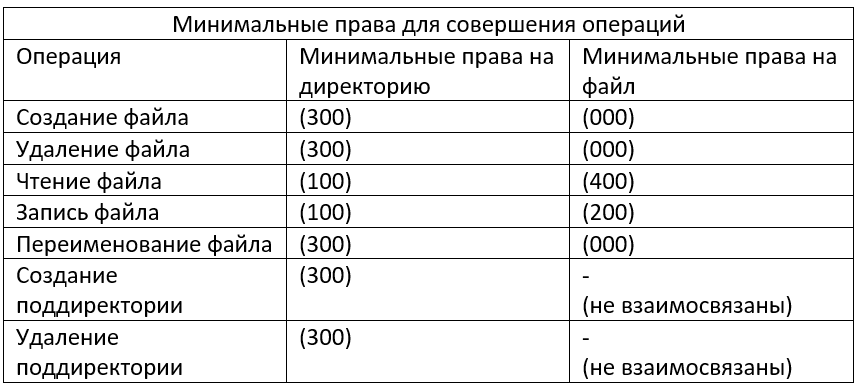 Минимальные права для совершения операций
Операция
Минимальные права на
директорию
Минимальные права на
файл
Создание файла
(300)
(000)
Удаление файла
(300)
(000)
Чтение файла
(100)
(400)
Запись файла
(100)
(200)
Переименование файла
(300)
(000)
Создание
поддиректории
(300)
-
(не взаимосвязаны)
Удаление
поддиректории
(300)
-
(не взаимосвязаны)